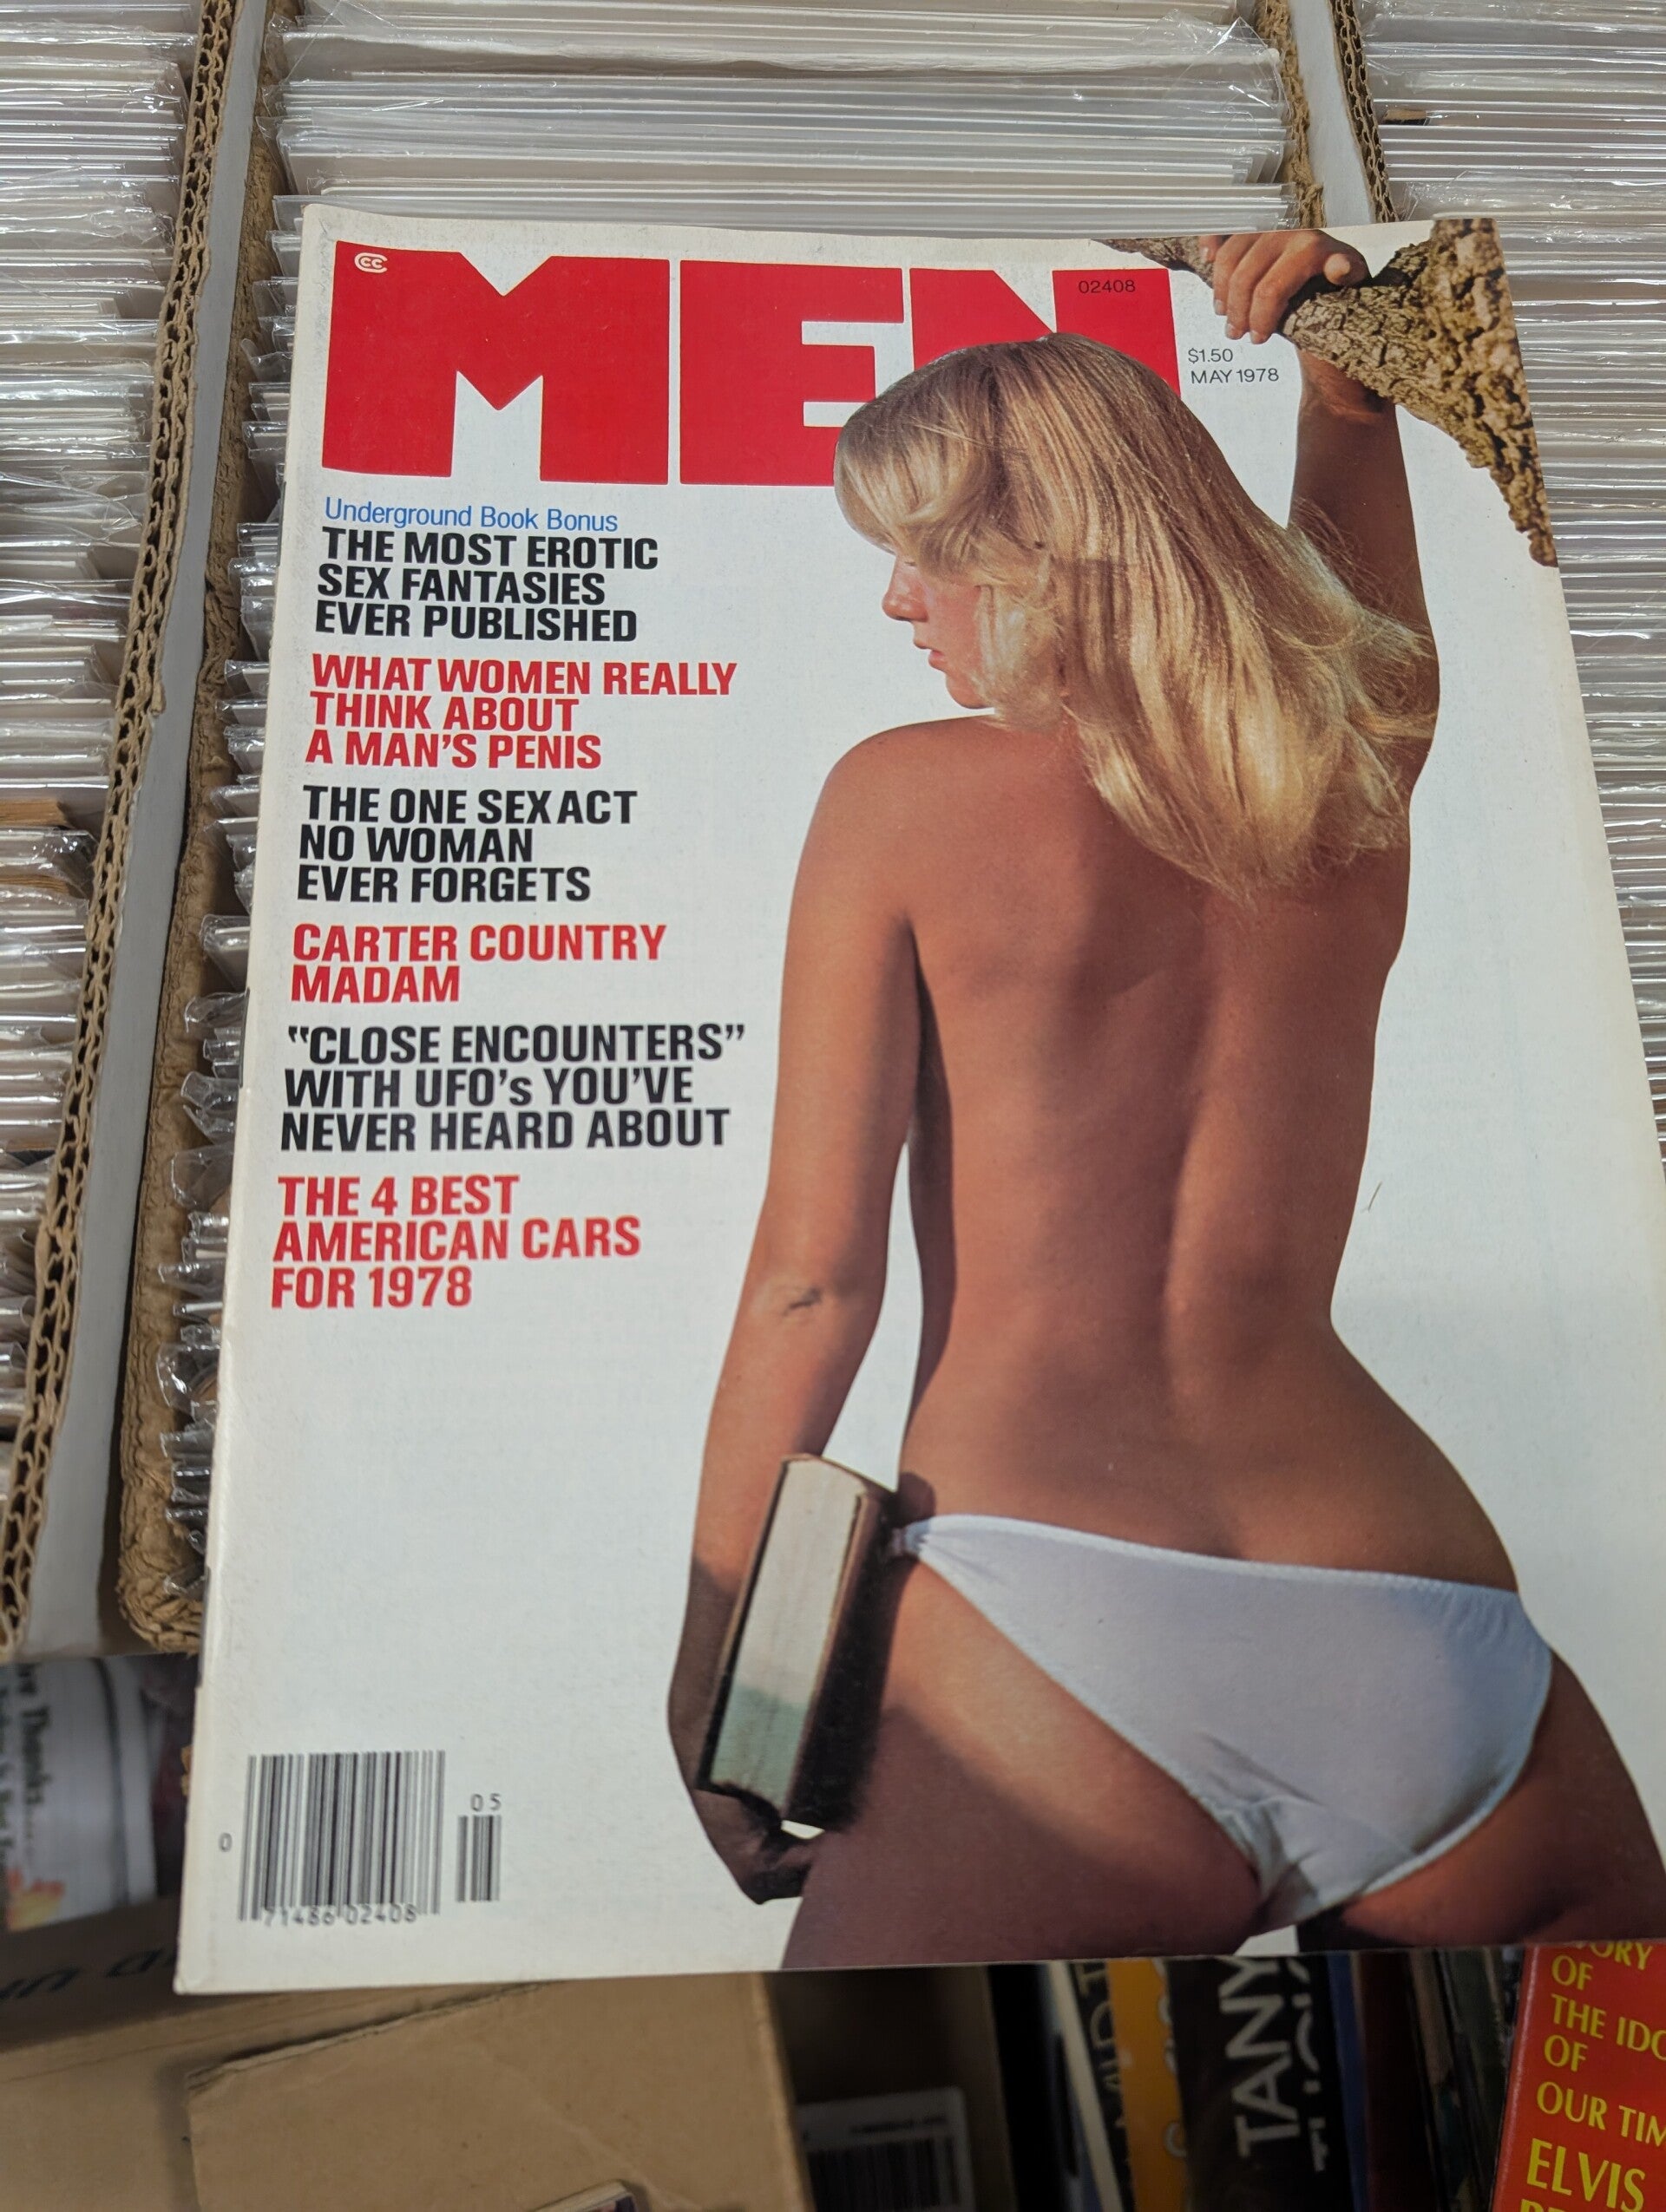 CC
MEN
02408
$1.50
MAY 1978
Underground Book Bonus
THE MOST EROTIC
SEX FANTASIES
EVER PUBLISHED
WHAT WOMEN REALLY
THINK ABOUT
A MAN'S PENIS
THE ONE SEX ACT
NO WOMAN
EVER FORGETS
CARTER COUNTRY
MADAM
"CLOSE ENCOUNTERS"
WITH UFO's YOU'VE
NEVER HEARD ABOUT
THE 4 BEST
AMERICAN CARS
FOR 1978
05
0
71486 02408
TANY
OF
THE IDO
OF
OUR TIM
ELVIS